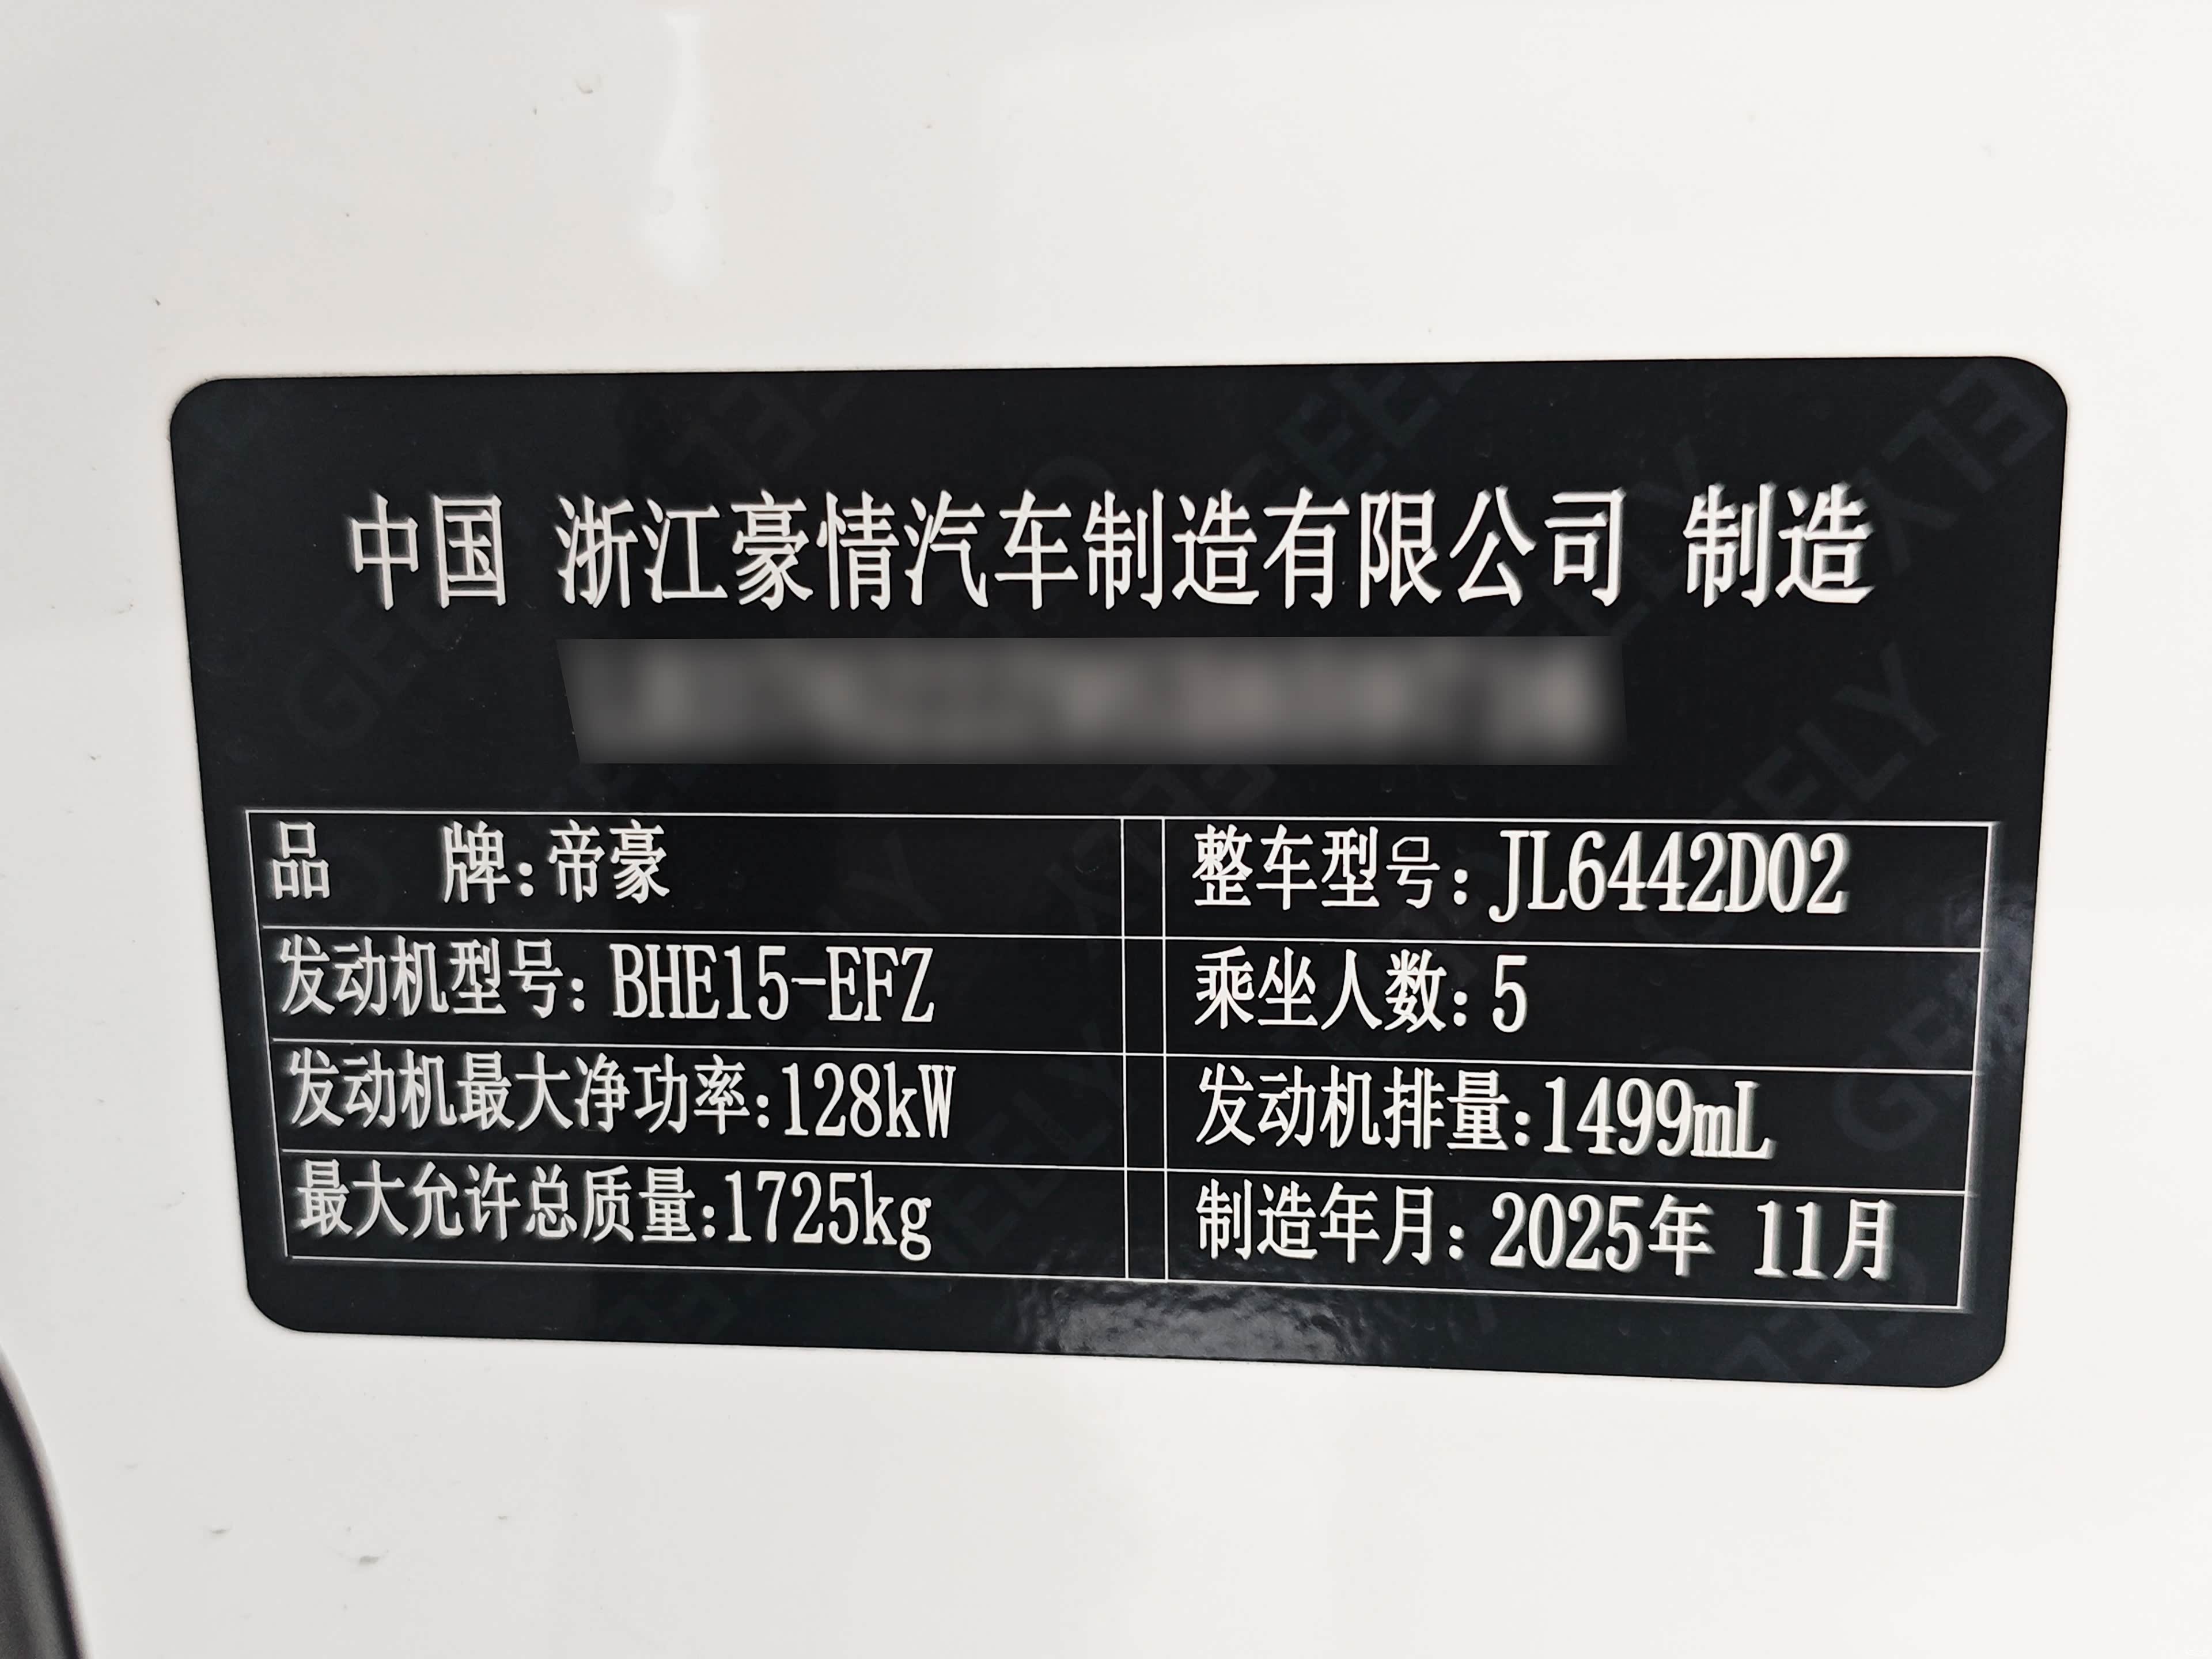 中国 浙江豪情汽车制造有限公司 制造
品 牌:帝豪 整车型号:JL6442D02
发动机型号:BHE15-EFZ 乘坐人数:5
发动机最大净功率:128kW 发动机排量:1499mL
最大允许总质量:1725kg 制造年月:2025年 11月